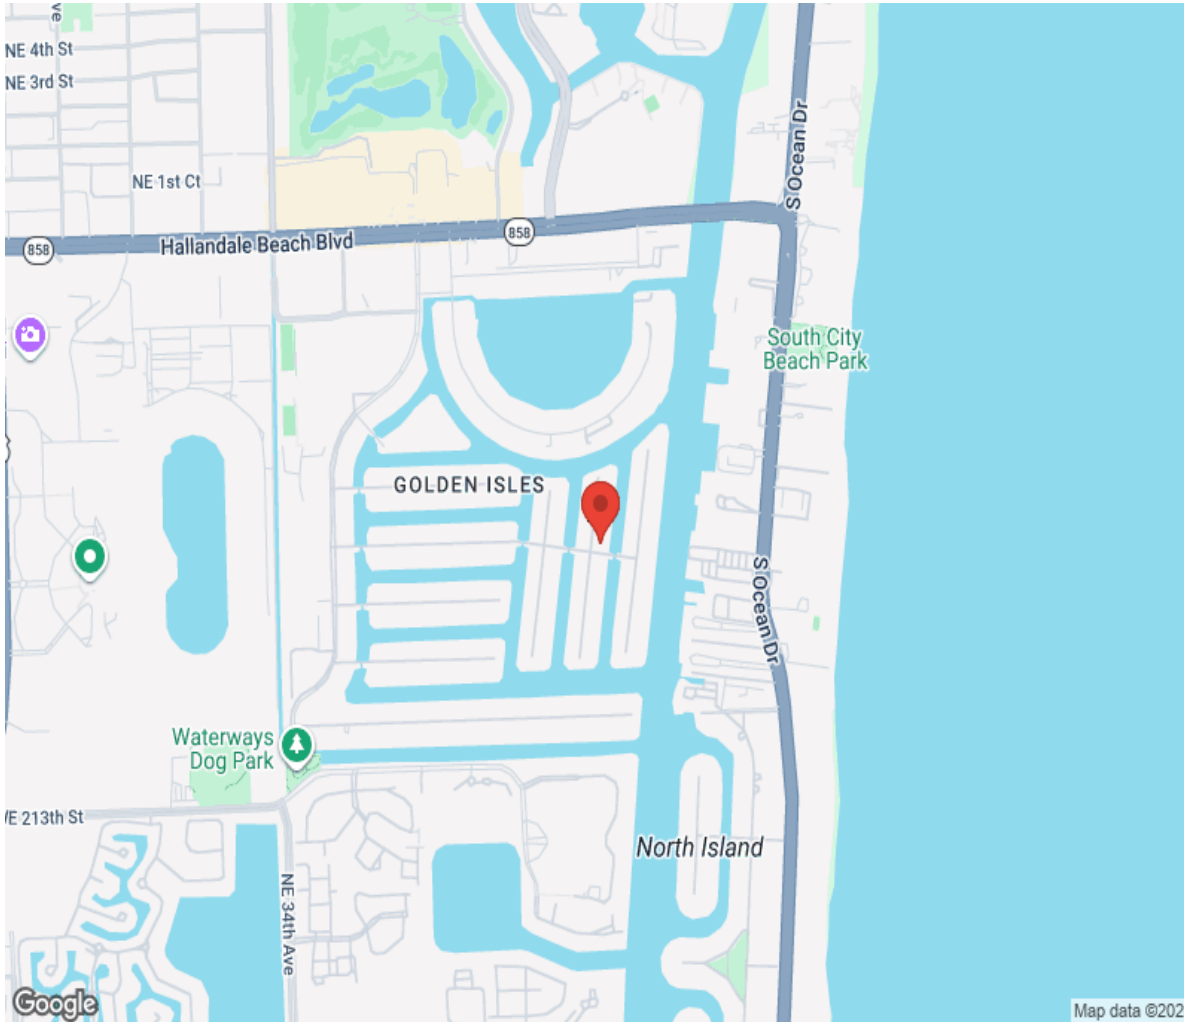 ve
NE 4th St
NE 3rd St
S Ocean Dr
NE 1st Ct
858
858
Hallandale Beach Blvd
South City
Beach Park
GOLDEN ISLES
S Ocean Dr
Waterways
Dog Park
E 213th St
North Island
NE 34th Ave
Google
Map data ©202